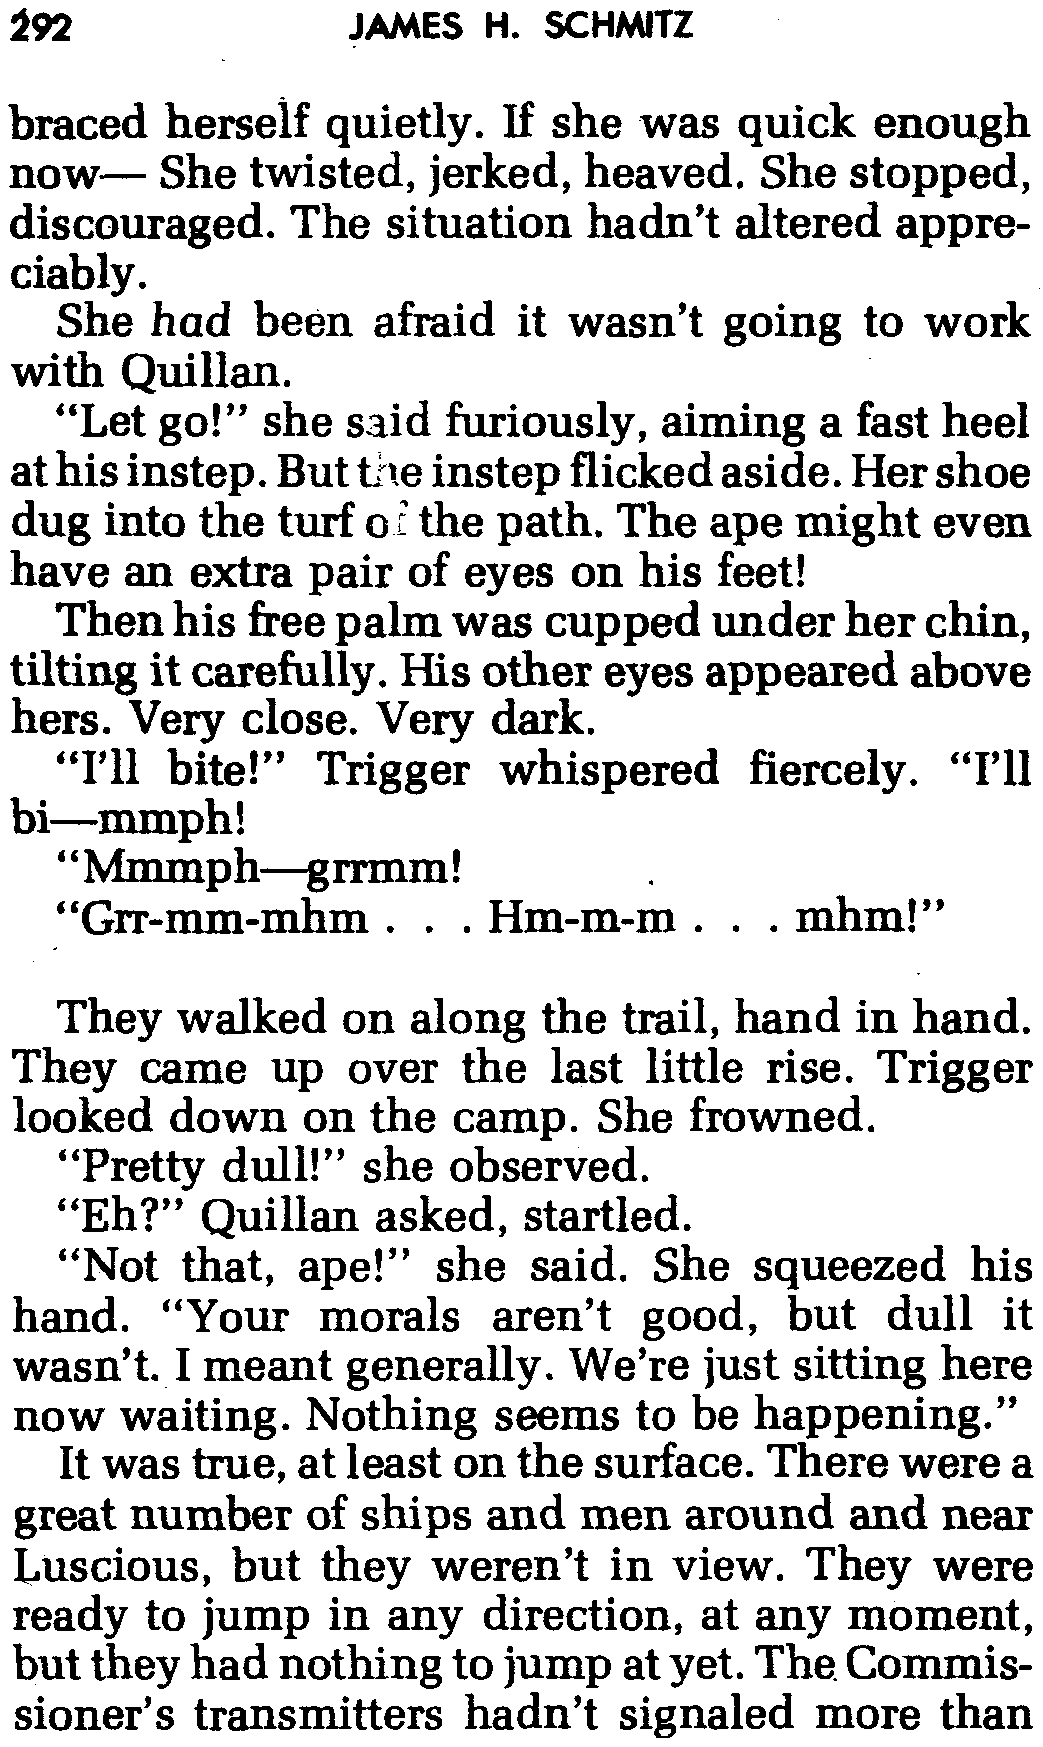 292 JAMES H. SCHMITZ
braced herself quietly. If she was quick enough
now— She twisted, jerked, heaved. She stopped,
discouraged. The situation hadn't altered appre-
ciably.
She had been afraid it wasn't going to work
with Quillan.
"Let go!" she said furiously, aiming a fast heel
at his instep. But the instep flicked aside. Her shoe
dug into the turf of the path. The ape might even
have an extra pair of eyes on his feet!
Then his free palm was cupped under her chin,
tilting it carefully. His other eyes appeared above
hers. Very close. Very dark.
"I'll bite!" Trigger whispered fiercely. "I'll
bi—mmph!
"Mmmph—grrmm!
"Grr-mm-mhm . . . Hm-m-m . . . mhm!"
They walked on along the trail, hand in hand.
They came up over the last little rise. Trigger
looked down on the camp. She frowned.
"Pretty dull!" she observed.
"Eh?" Quillan asked, startled.
"Not that, ape!" she said. She squeezed his
hand. "Your morals aren't good, but dull it
wasn't. I meant generally. We're just sitting here
now waiting. Nothing seems to be happening."
It was true, at least on the surface. There were a
great number of ships and men around and near
Luscious, but they weren't in view. They were
ready to jump in any direction, at any moment,
but they had nothing to jump at yet. The Commis-
sioner's transmitters hadn't signaled more than